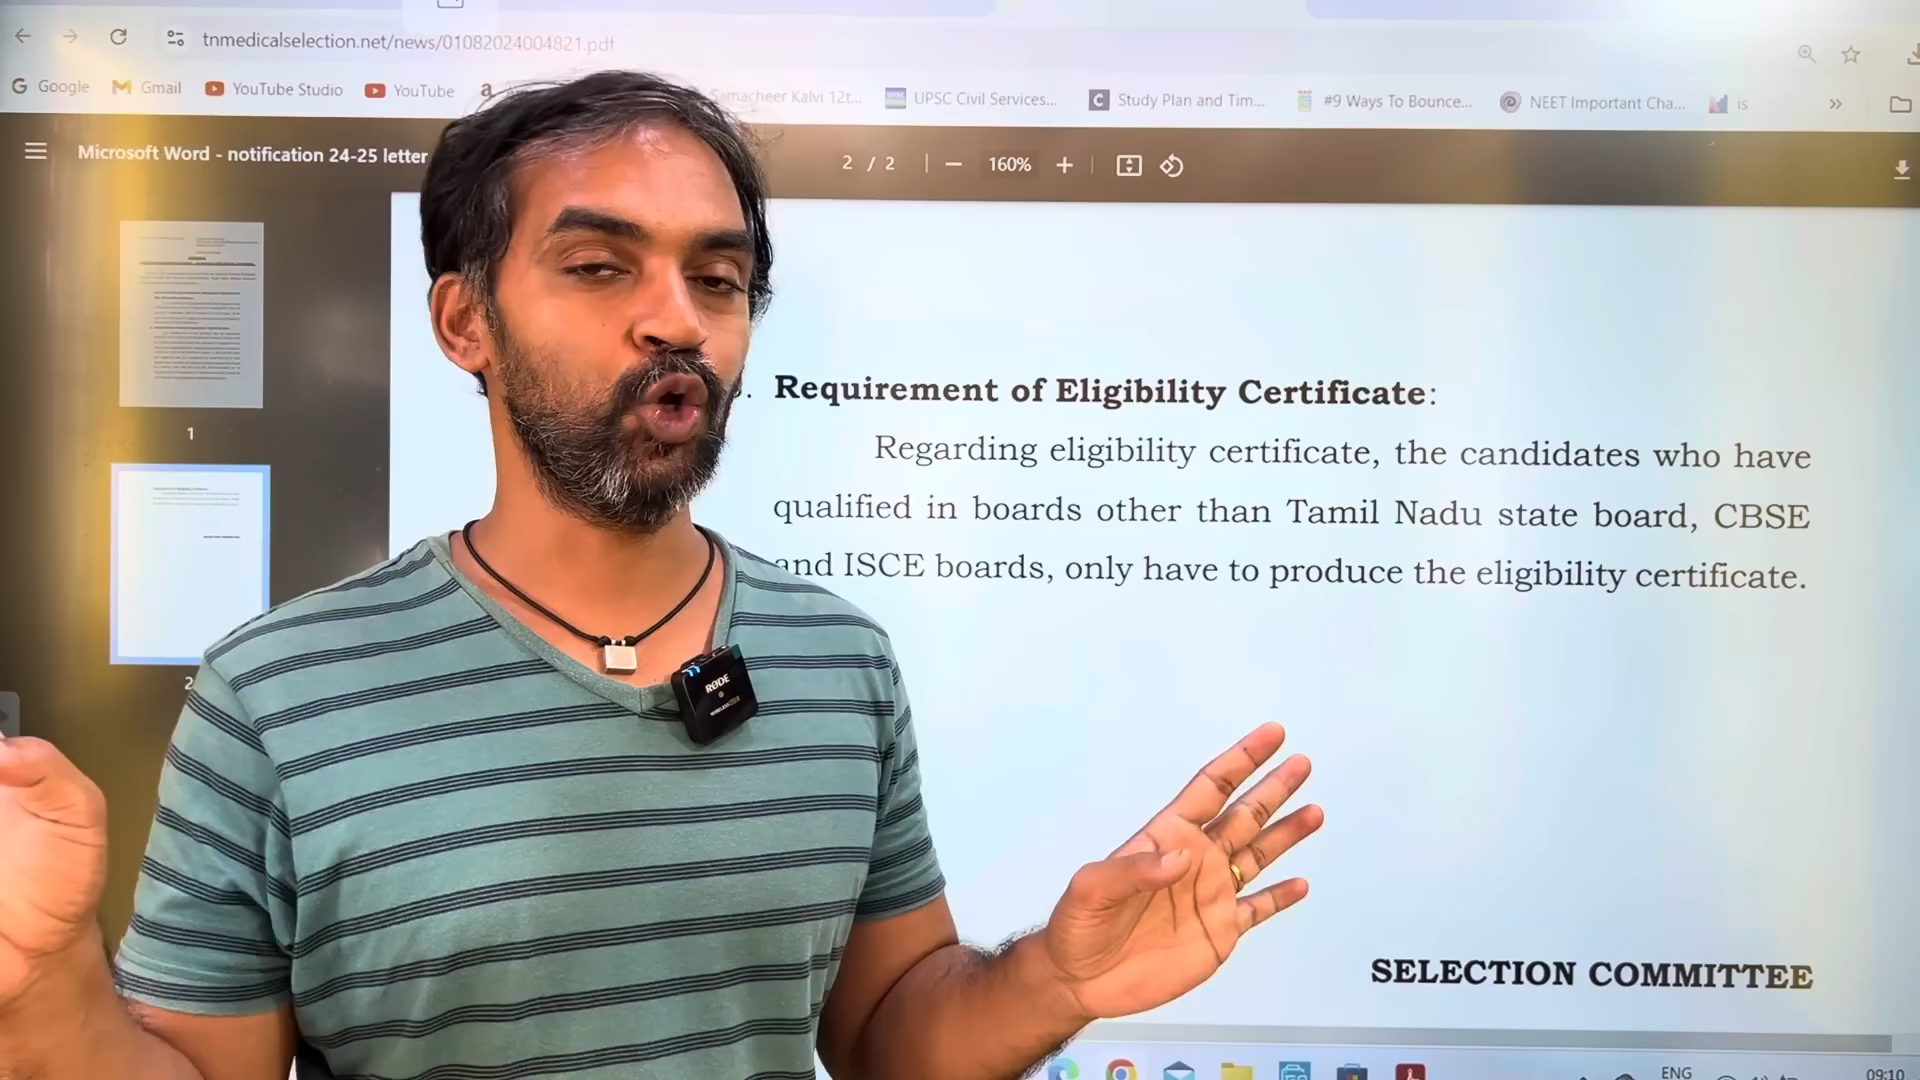 tnmedicalselection.net/news/01082024004821.pdf
Google
Gmail
YouTube Studio
YouTube
a
Samacheer Kalvi 12t...
UPSC Civil Services...
Study Plan and Tim...
#9 Ways To Bounce...
NEET Important Cha...
is
»
Microsoft Word - notification 24-25 letter
2 / 2
160%
1
2
Requirement of Eligibility Certificate:
Regarding eligibility certificate, the candidates who have
qualified in boards other than Tamil Nadu state board, CBSE
and ISCE boards, only have to produce the eligibility certificate.
SELECTION COMMITTEE
RØDE
ENG
09:10